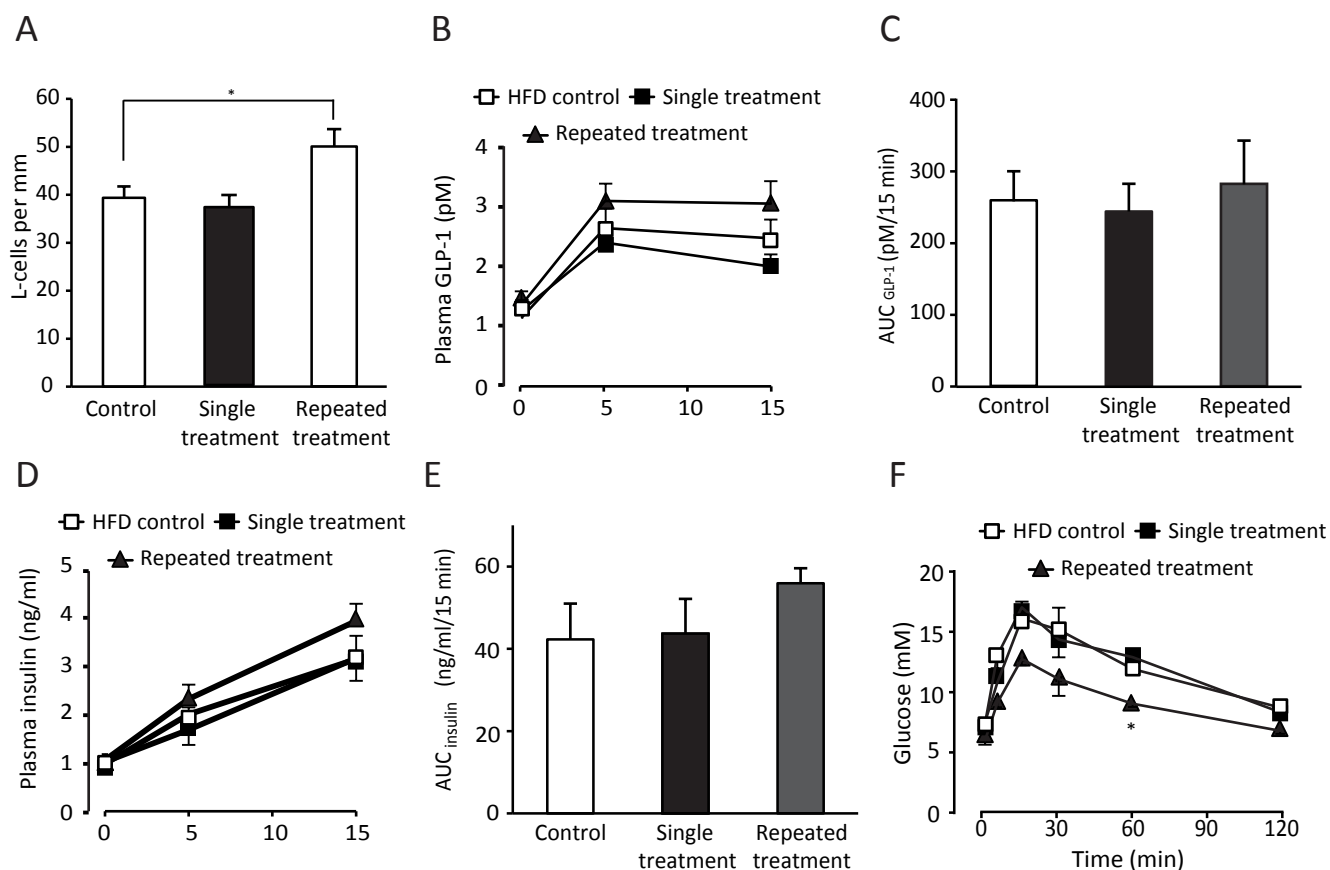 A
L-cells per mm
60
50
40
30
20
10
0
*
Control
Single
treatment
Repeated
treatment
B
HFD control
Single treatment
Repeated treatment
Plasma GLP-1 (pM)
4
3
2
1
0
0
5
10
15
C
AUC GLP-1 (pM/15 min)
400
300
200
100
0
Control
Single
treatment
Repeated
treatment
D
HFD control
Single treatment
Repeated treatment
Plasma insulin (ng/ml)
5
4
3
2
1
0
0
5
10
15
E
AUC insulin (ng/ml/15 min)
60
40
20
0
Control
Single
treatment
Repeated
treatment
F
HFD control
Single treatment
Repeated treatment
Glucose (mM)
20
15
10
5
0
*
0
30
60
90
120
Time (min)